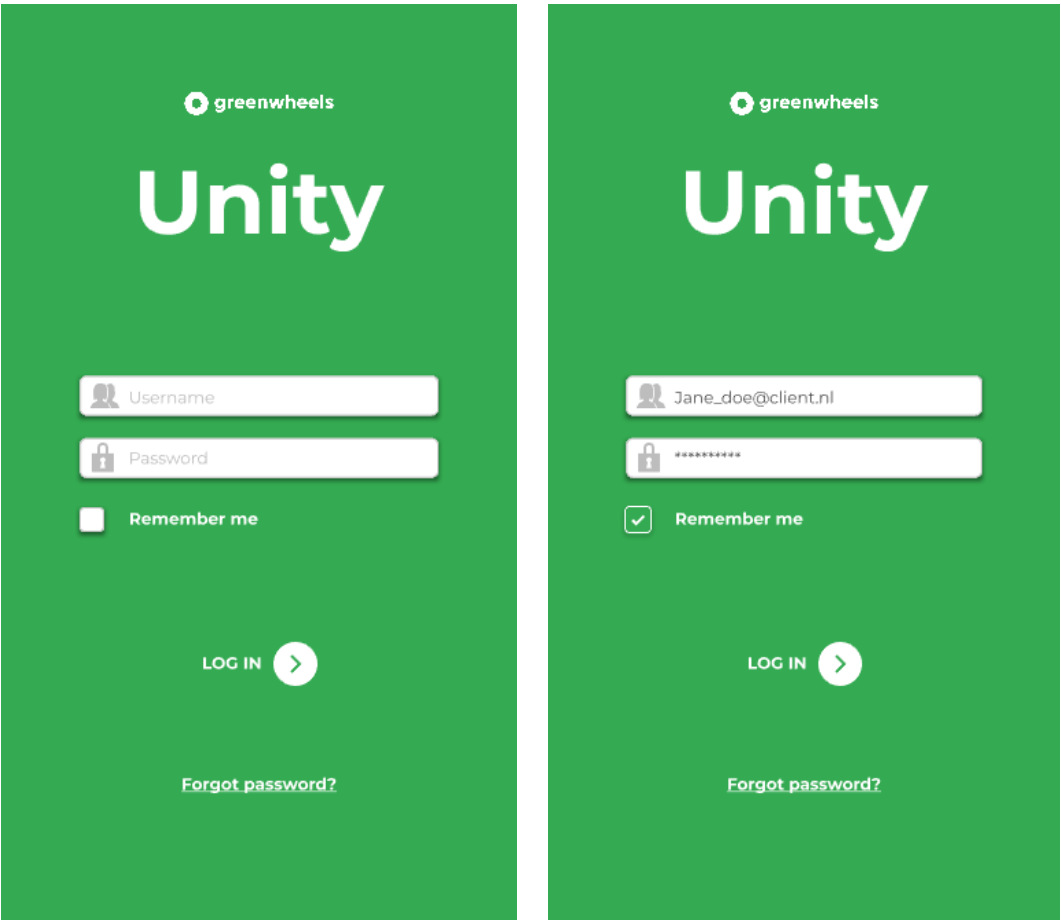 greenwheels
Unity
Username
Password
Remember me
LOG IN
Forgot password?
greenwheels
Unity
Jane_doe@client.nl
**********
Remember me
LOG IN
Forgot password?